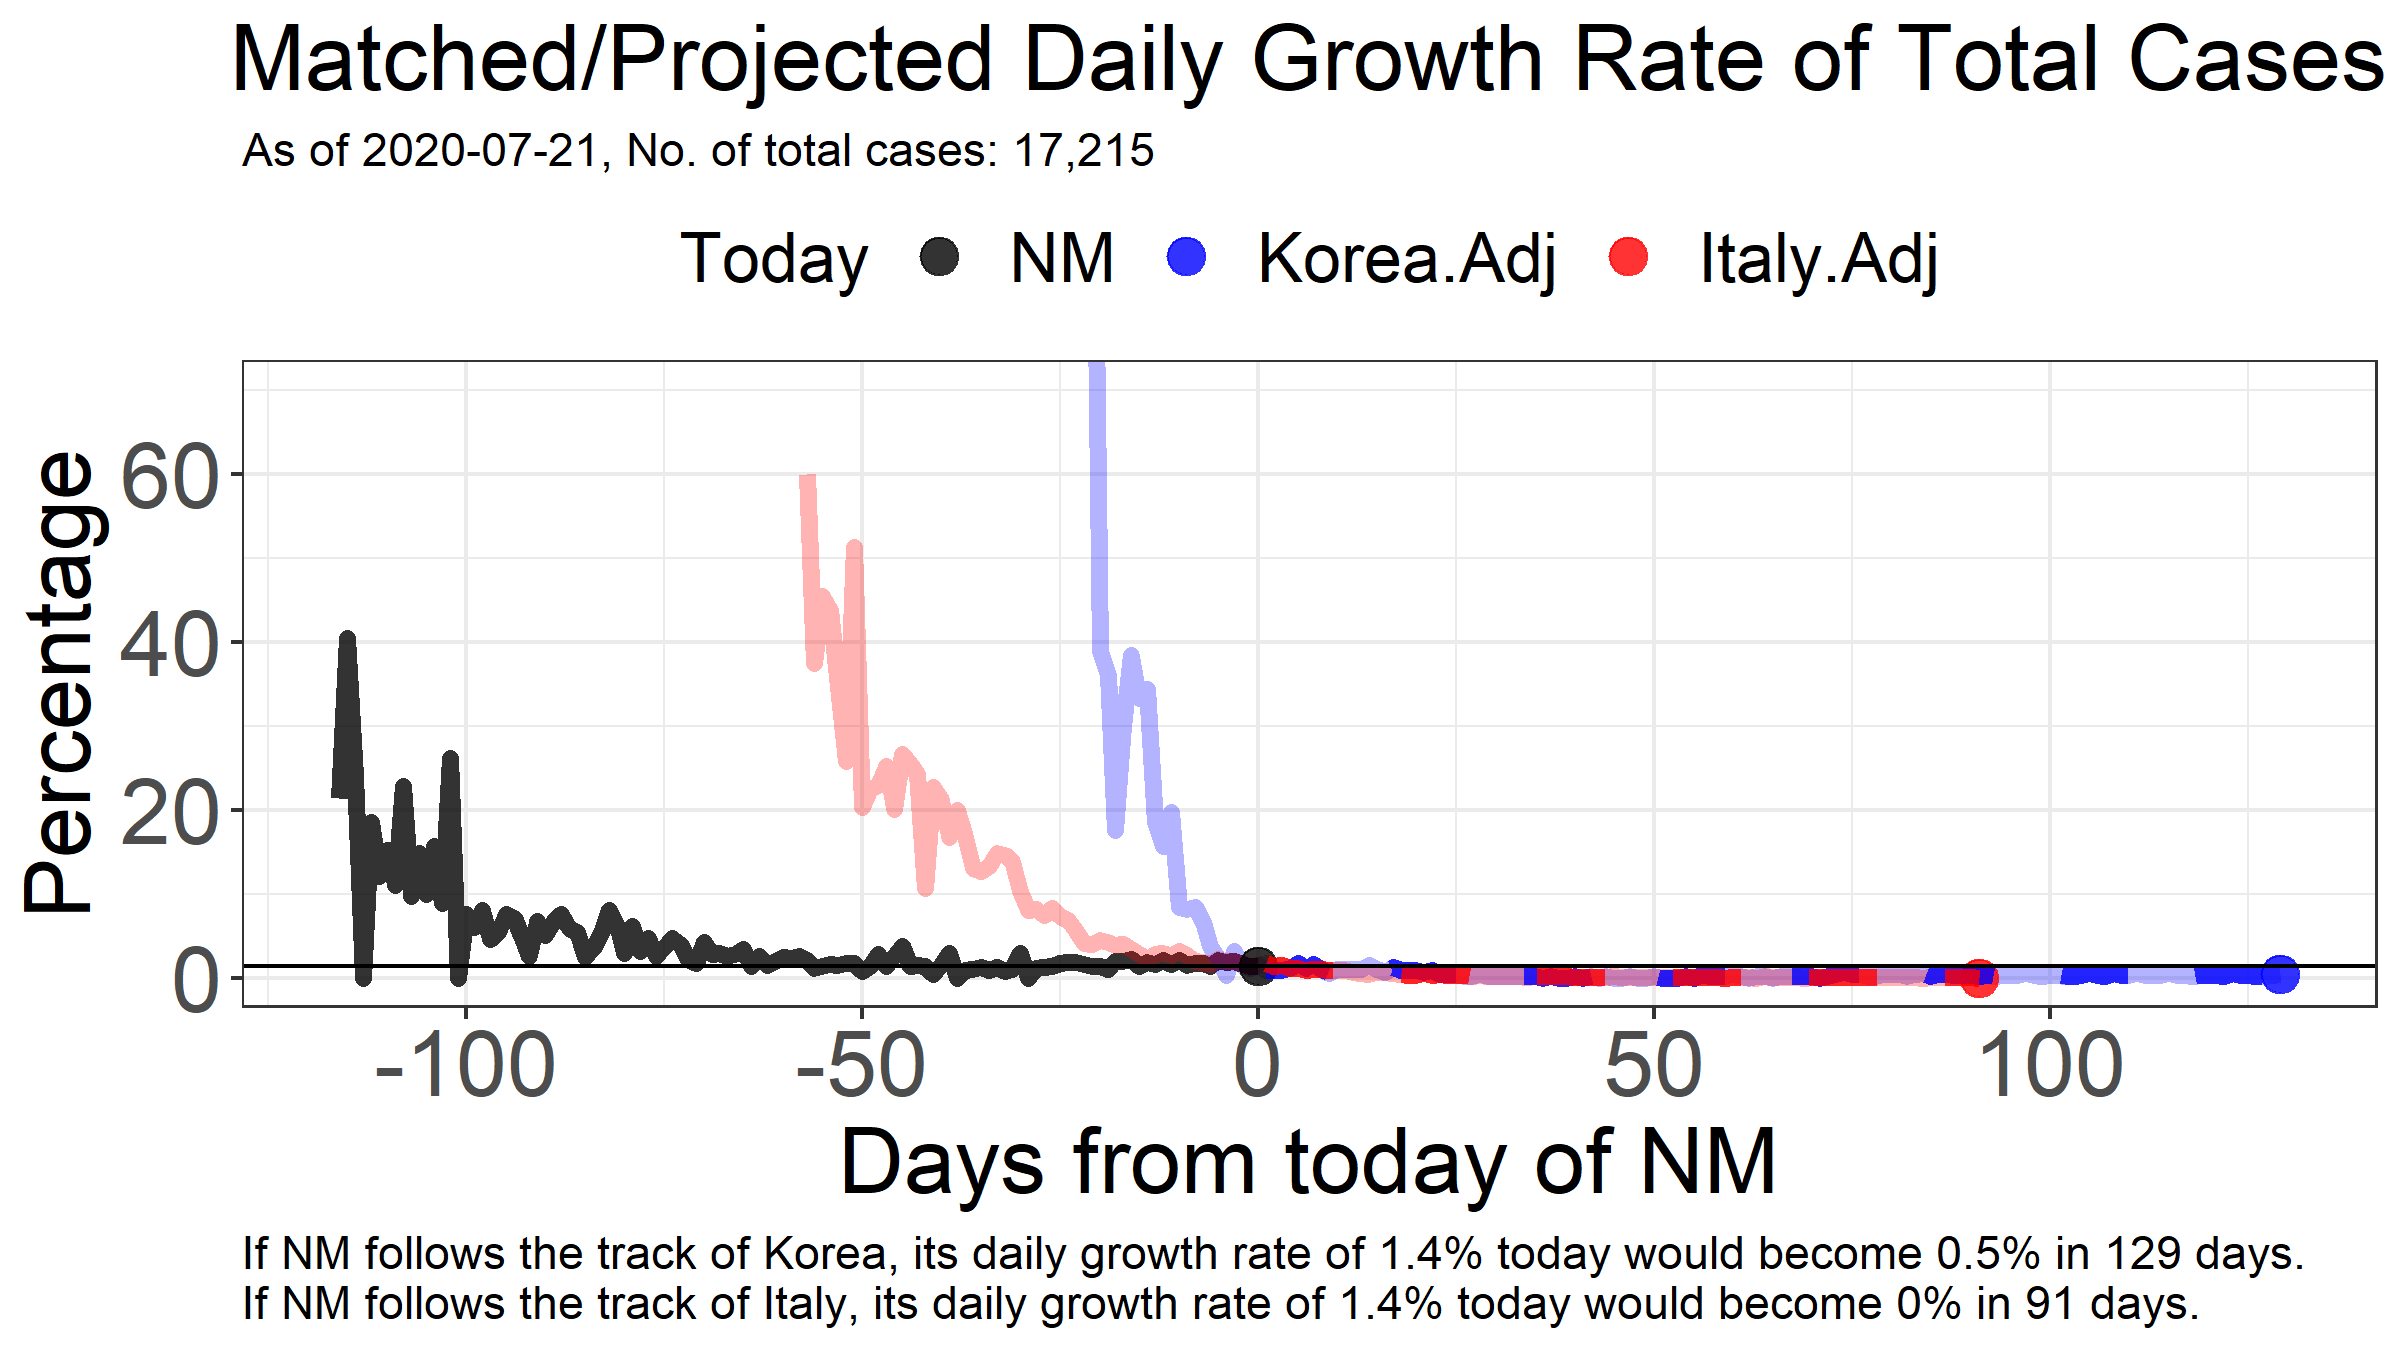 Matched/Projected Daily Growth Rate of Total Cases
As of 2020-07-21, No. of total cases: 17,215
Today NM Korea.Adj Italy.Adj
Percentage
60
40
20
0
-100 -50 0 50 100
Days from today of NM
If NM follows the track of Korea, its daily growth rate of 1.4% today would become 0.5% in 129 days.
If NM follows the track of Italy, its daily growth rate of 1.4% today would become 0% in 91 days.